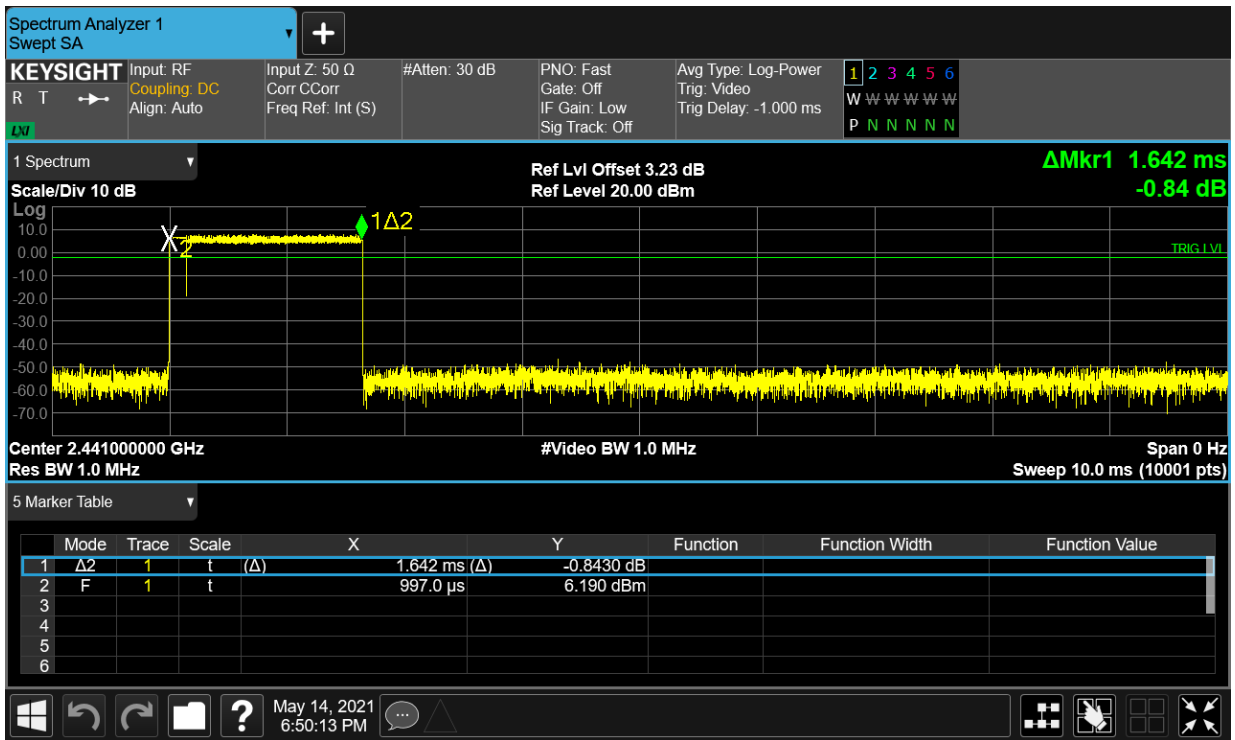 Spectrum Analyzer 1
Swept SA
KEYSIGHT
R T
LXI
Input: RF
Coupling: DC
Align: Auto
Input Z: 50 Ω
Corr CCorr
Freq Ref: Int (S)
#Atten: 30 dB
PNO: Fast
Gate: Off
IF Gain: Low
Sig Track: Off
Avg Type: Log-Power
Trig: Video
Trig Delay: -1.000 ms
1 2 3 4 5 6
W W W W W W
P N N N N N
1 Spectrum
Scale/Div 10 dB
Ref Lvl Offset 3.23 dB
Ref Level 20.00 dBm
ΔMkr1 1.642 ms
-0.84 dB
Log
10.0
0.00
-10.0
-20.0
-30.0
-40.0
-50.0
-60.0
-70.0
2
1Δ2
TRIG LVL
Center 2.441000000 GHz
#Video BW 1.0 MHz
Span 0 Hz
Res BW 1.0 MHz
Sweep 10.0 ms (10001 pts)
5 Marker Table
Mode Trace Scale X Y Function Function Width Function Value
1 Δ2 1 t (Δ) 1.642 ms (Δ) -0.8430 dB
2 F 1 t 997.0 µs 6.190 dBm
3
4
5
6
May 14, 2021
6:50:13 PM